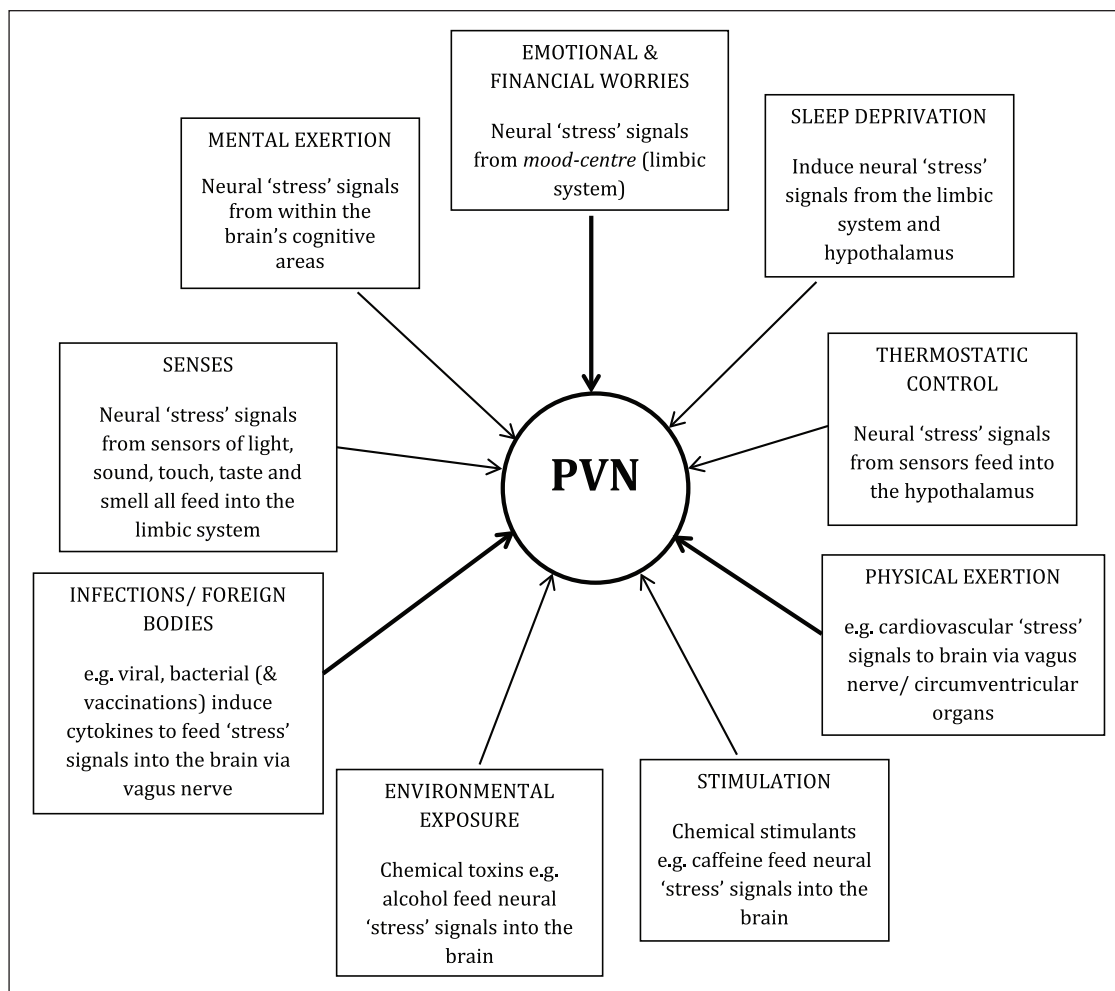 EMOTIONAL &
FINANCIAL WORRIES
Neural ‘stress’ signals
from mood-centre (limbic
system)
SLEEP DEPRIVATION
Induce neural ‘stress’
signals from the limbic
system and
hypothalamus
MENTAL EXERTION
Neural ‘stress’ signals
from within the
brain’s cognitive
areas
SENSES
Neural ‘stress’ signals
from sensors of light,
sound, touch, taste and
smell all feed into the
limbic system
THERMOSTATIC
CONTROL
Neural ‘stress’ signals
from sensors feed into
the hypothalamus
PVN
INFECTIONS/ FOREIGN
BODIES
e.g. viral, bacterial (&
vaccinations) induce
cytokines to feed ‘stress’
signals into the brain via
vagus nerve
PHYSICAL EXERTION
e.g. cardiovascular ‘stress’
signals to brain via vagus
nerve/ circumventricular
organs
ENVIRONMENTAL
EXPOSURE
Chemical toxins e.g.
alcohol feed neural
‘stress’ signals into the
brain
STIMULATION
Chemical stimulants
e.g. caffeine feed neural
‘stress’ signals into the
brain